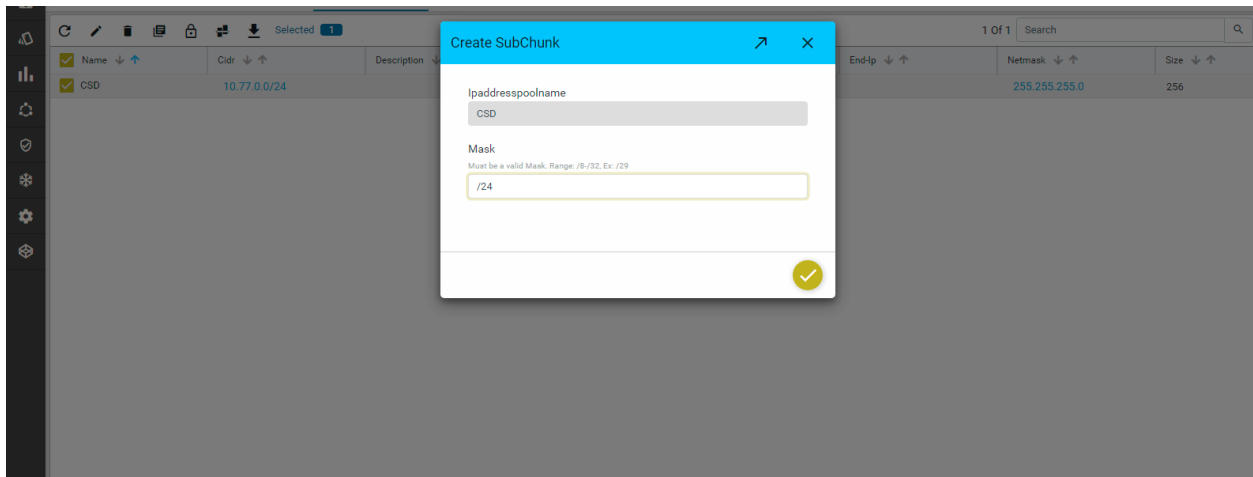 Selected 1
1 Of 1 Search
Name Cidr Description End-Ip Netmask Size
CSD 10.77.0.0/24 255.255.255.0 256
Create SubChunk
Ipaddresspoolname
CSD
Mask
Must be a valid Mask. Range: /8-/32, Ex: /29
/24